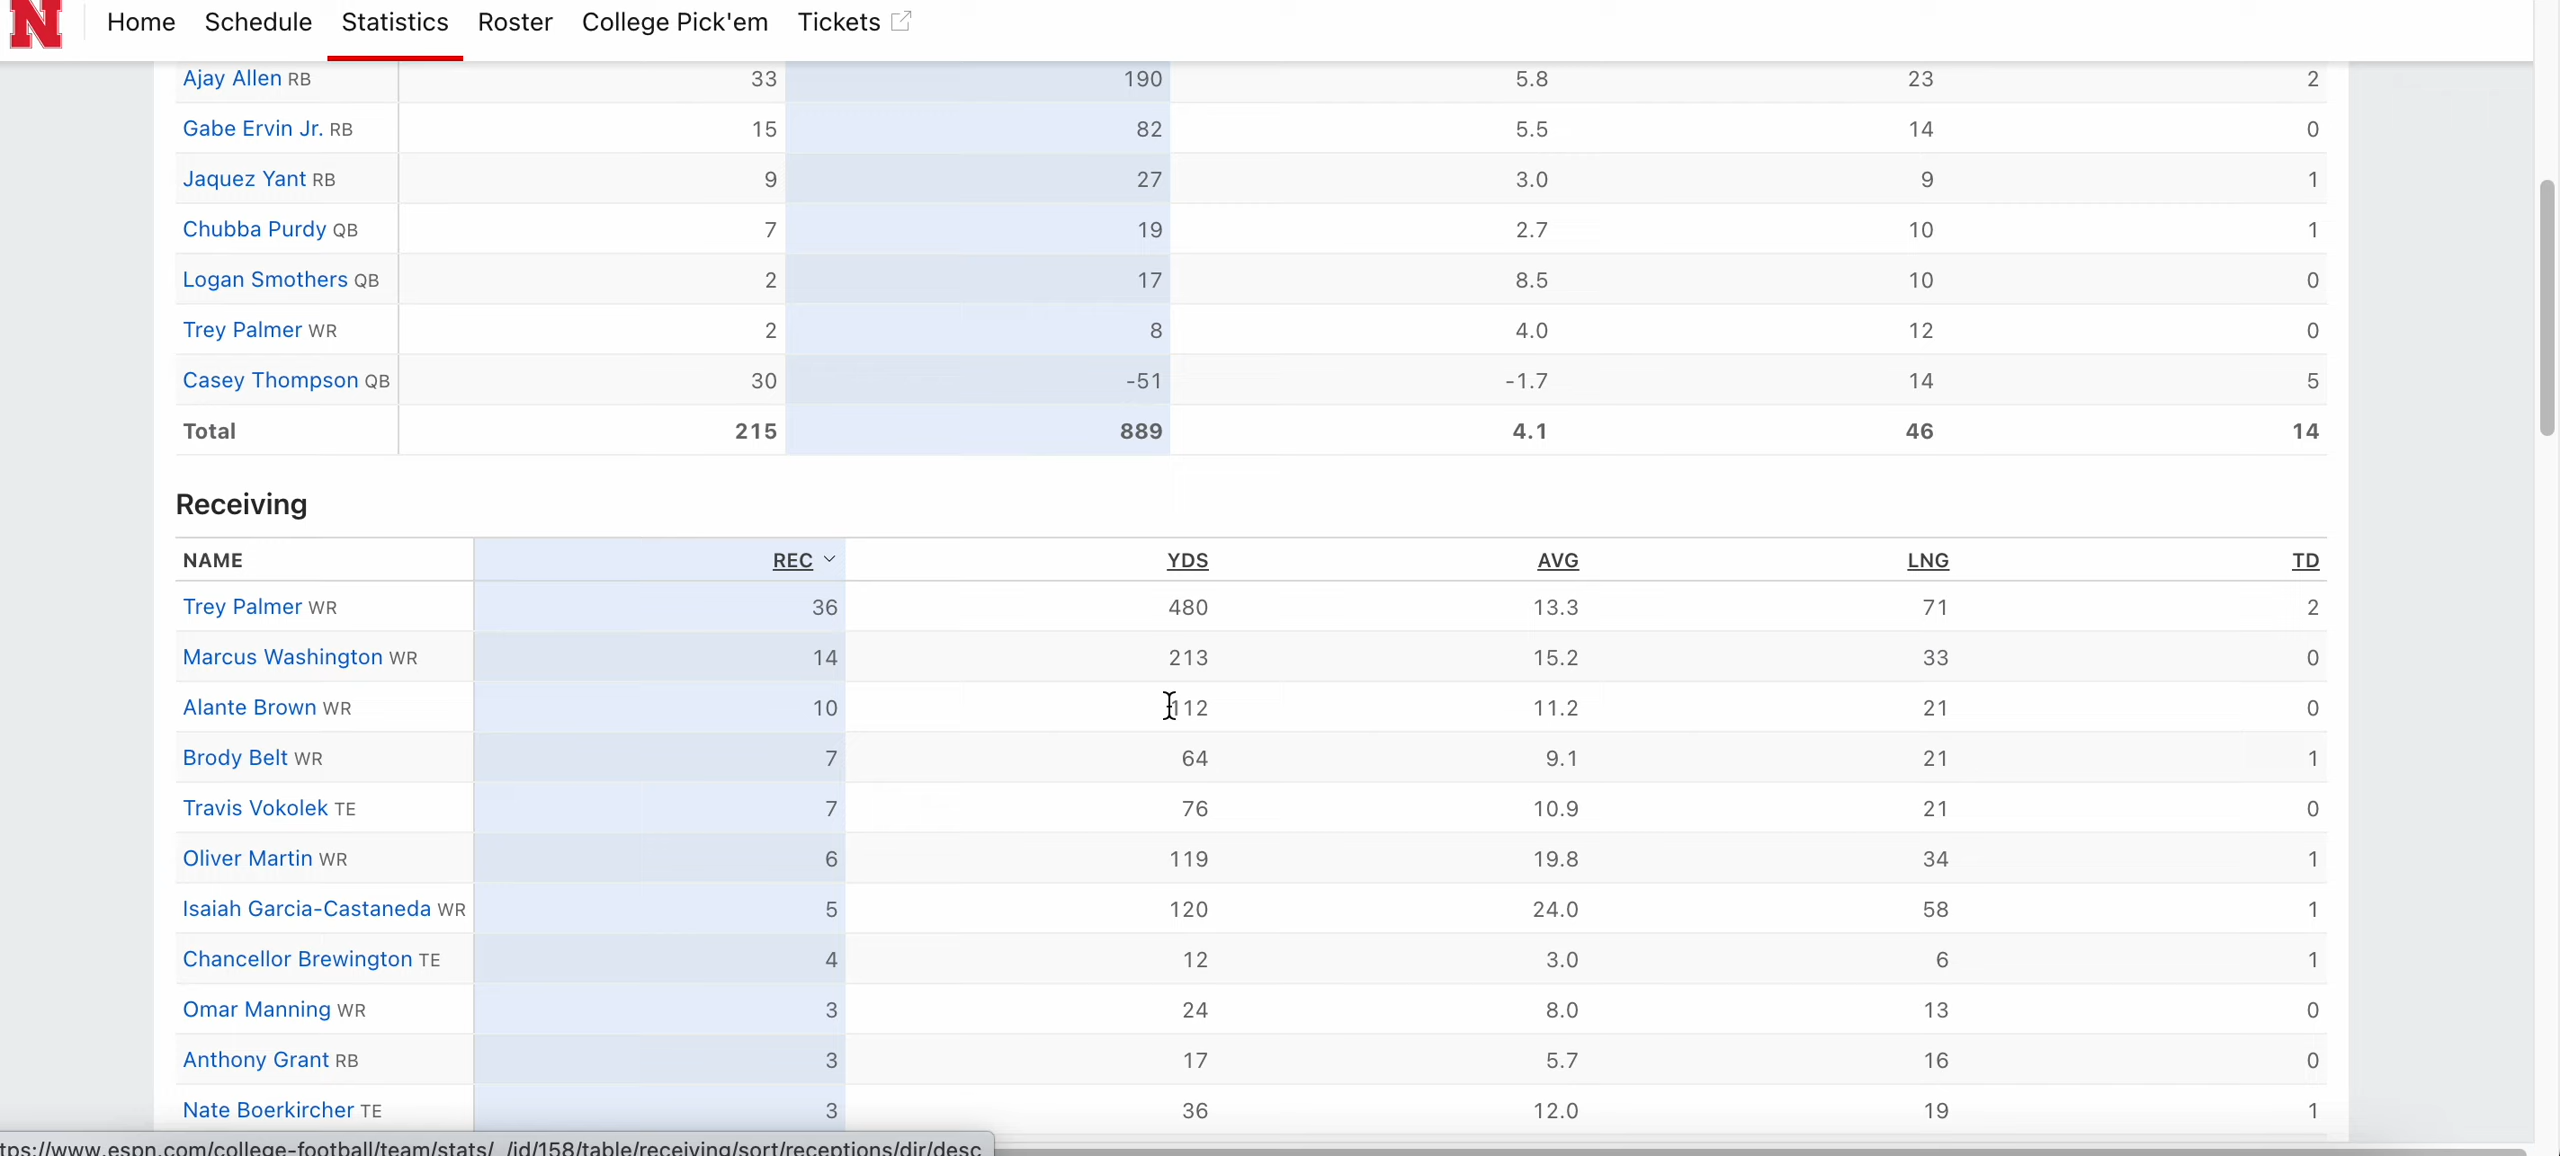 N Home Schedule Statistics Roster College Pick'em Tickets
Ajay Allen RB 33 190 5.8 23 2
Gabe Ervin Jr. RB 15 82 5.5 14 0
Jaquez Yant RB 9 27 3.0 9 1
Chubba Purdy QB 7 19 2.7 10 1
Logan Smothers QB 2 17 8.5 10 0
Trey Palmer WR 2 8 4.0 12 0
Casey Thompson QB 30 -51 -1.7 14 5
Total 215 889 4.1 46 14
Receiving
NAME REC YDS AVG LNG TD
Trey Palmer WR 36 480 13.3 71 2
Marcus Washington WR 14 213 15.2 33 0
Alante Brown WR 10 112 11.2 21 0
Brody Belt WR 7 64 9.1 21 1
Travis Vokolek TE 7 76 10.9 21 0
Oliver Martin WR 6 119 19.8 34 1
Isaiah Garcia-Castaneda WR 5 120 24.0 58 1
Chancellor Brewington TE 4 12 3.0 6 1
Omar Manning WR 3 24 8.0 13 0
Anthony Grant RB 3 17 5.7 16 0
Nate Boerkircher TE 3 36 12.0 19 1
tps://www.espn.com/college-football/team/stats/_/id/158/table/receiving/sort/receptions/dir/desc